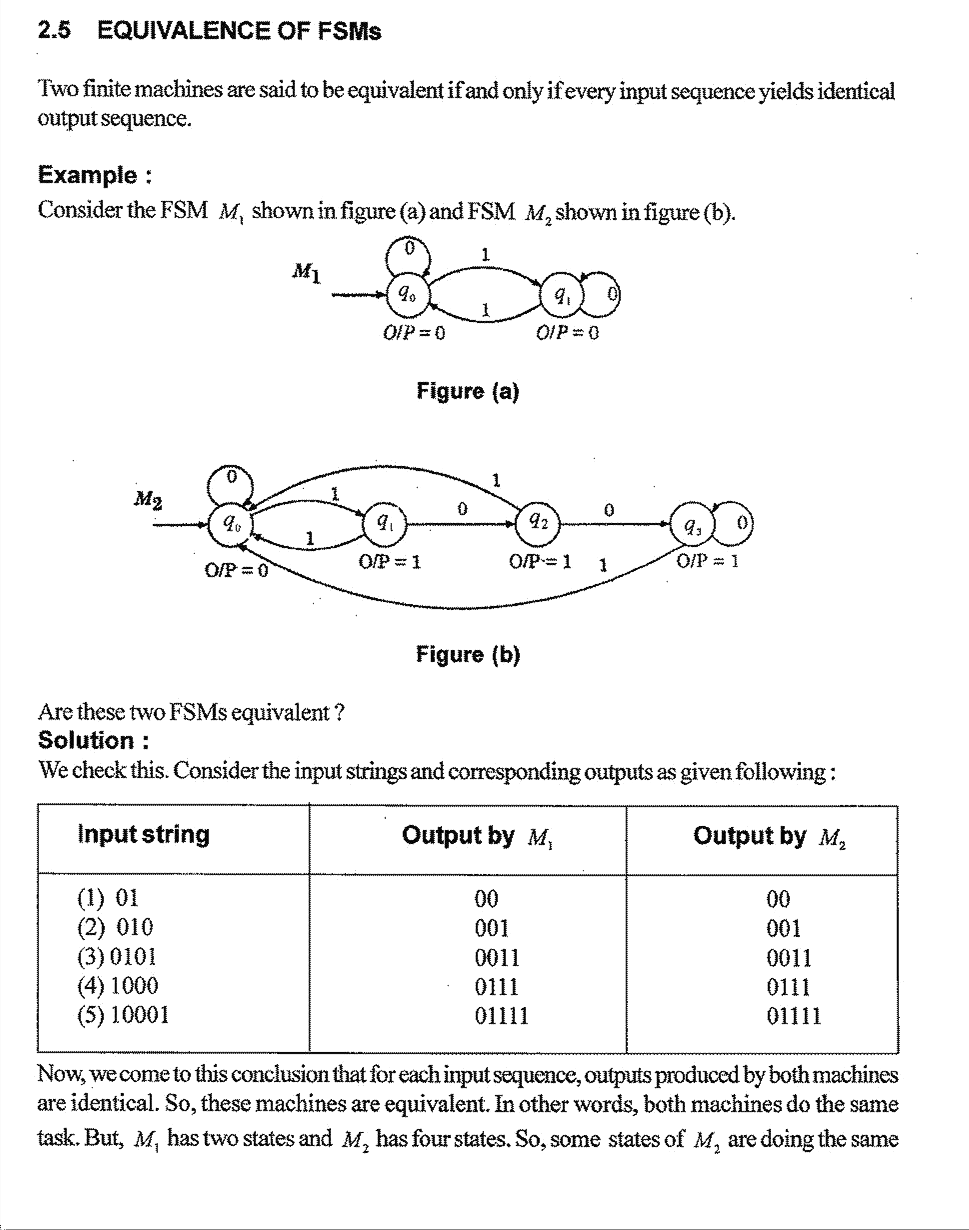 2.5 EQUIVALENCE OF FSMs
Two finite machines are said to be equivalent if and only if every input sequence yields identical
output sequence.
Example :
Consider the FSM M₁ shown in figure (a) and FSM M₂ shown in figure (b).
0
1
M1
q₀
q₁
0
1
O/P = 0
O/P = 0
Figure (a)
0
1
1
M2
0
0
q₀
q₁
q2
q₃
0
1
O/P = 0
O/P = 1
O/P = 1
1
O/P = 1
Figure (b)
Are these two FSMs equivalent ?
Solution :
We check this. Consider the input strings and corresponding outputs as given following :
Input string Output by M₁ Output by M₂
(1) 01 00 00
(2) 010 001 001
(3) 0101 0011 0011
(4) 1000 0111 0111
(5) 10001 01111 01111
Now, we come to this conclusion that for each input sequence, outputs produced by both machines
are identical. So, these machines are equivalent. In other words, both machines do the same
task. But, M₁ has two states and M₂ has four states. So, some states of M₂ are doing the same